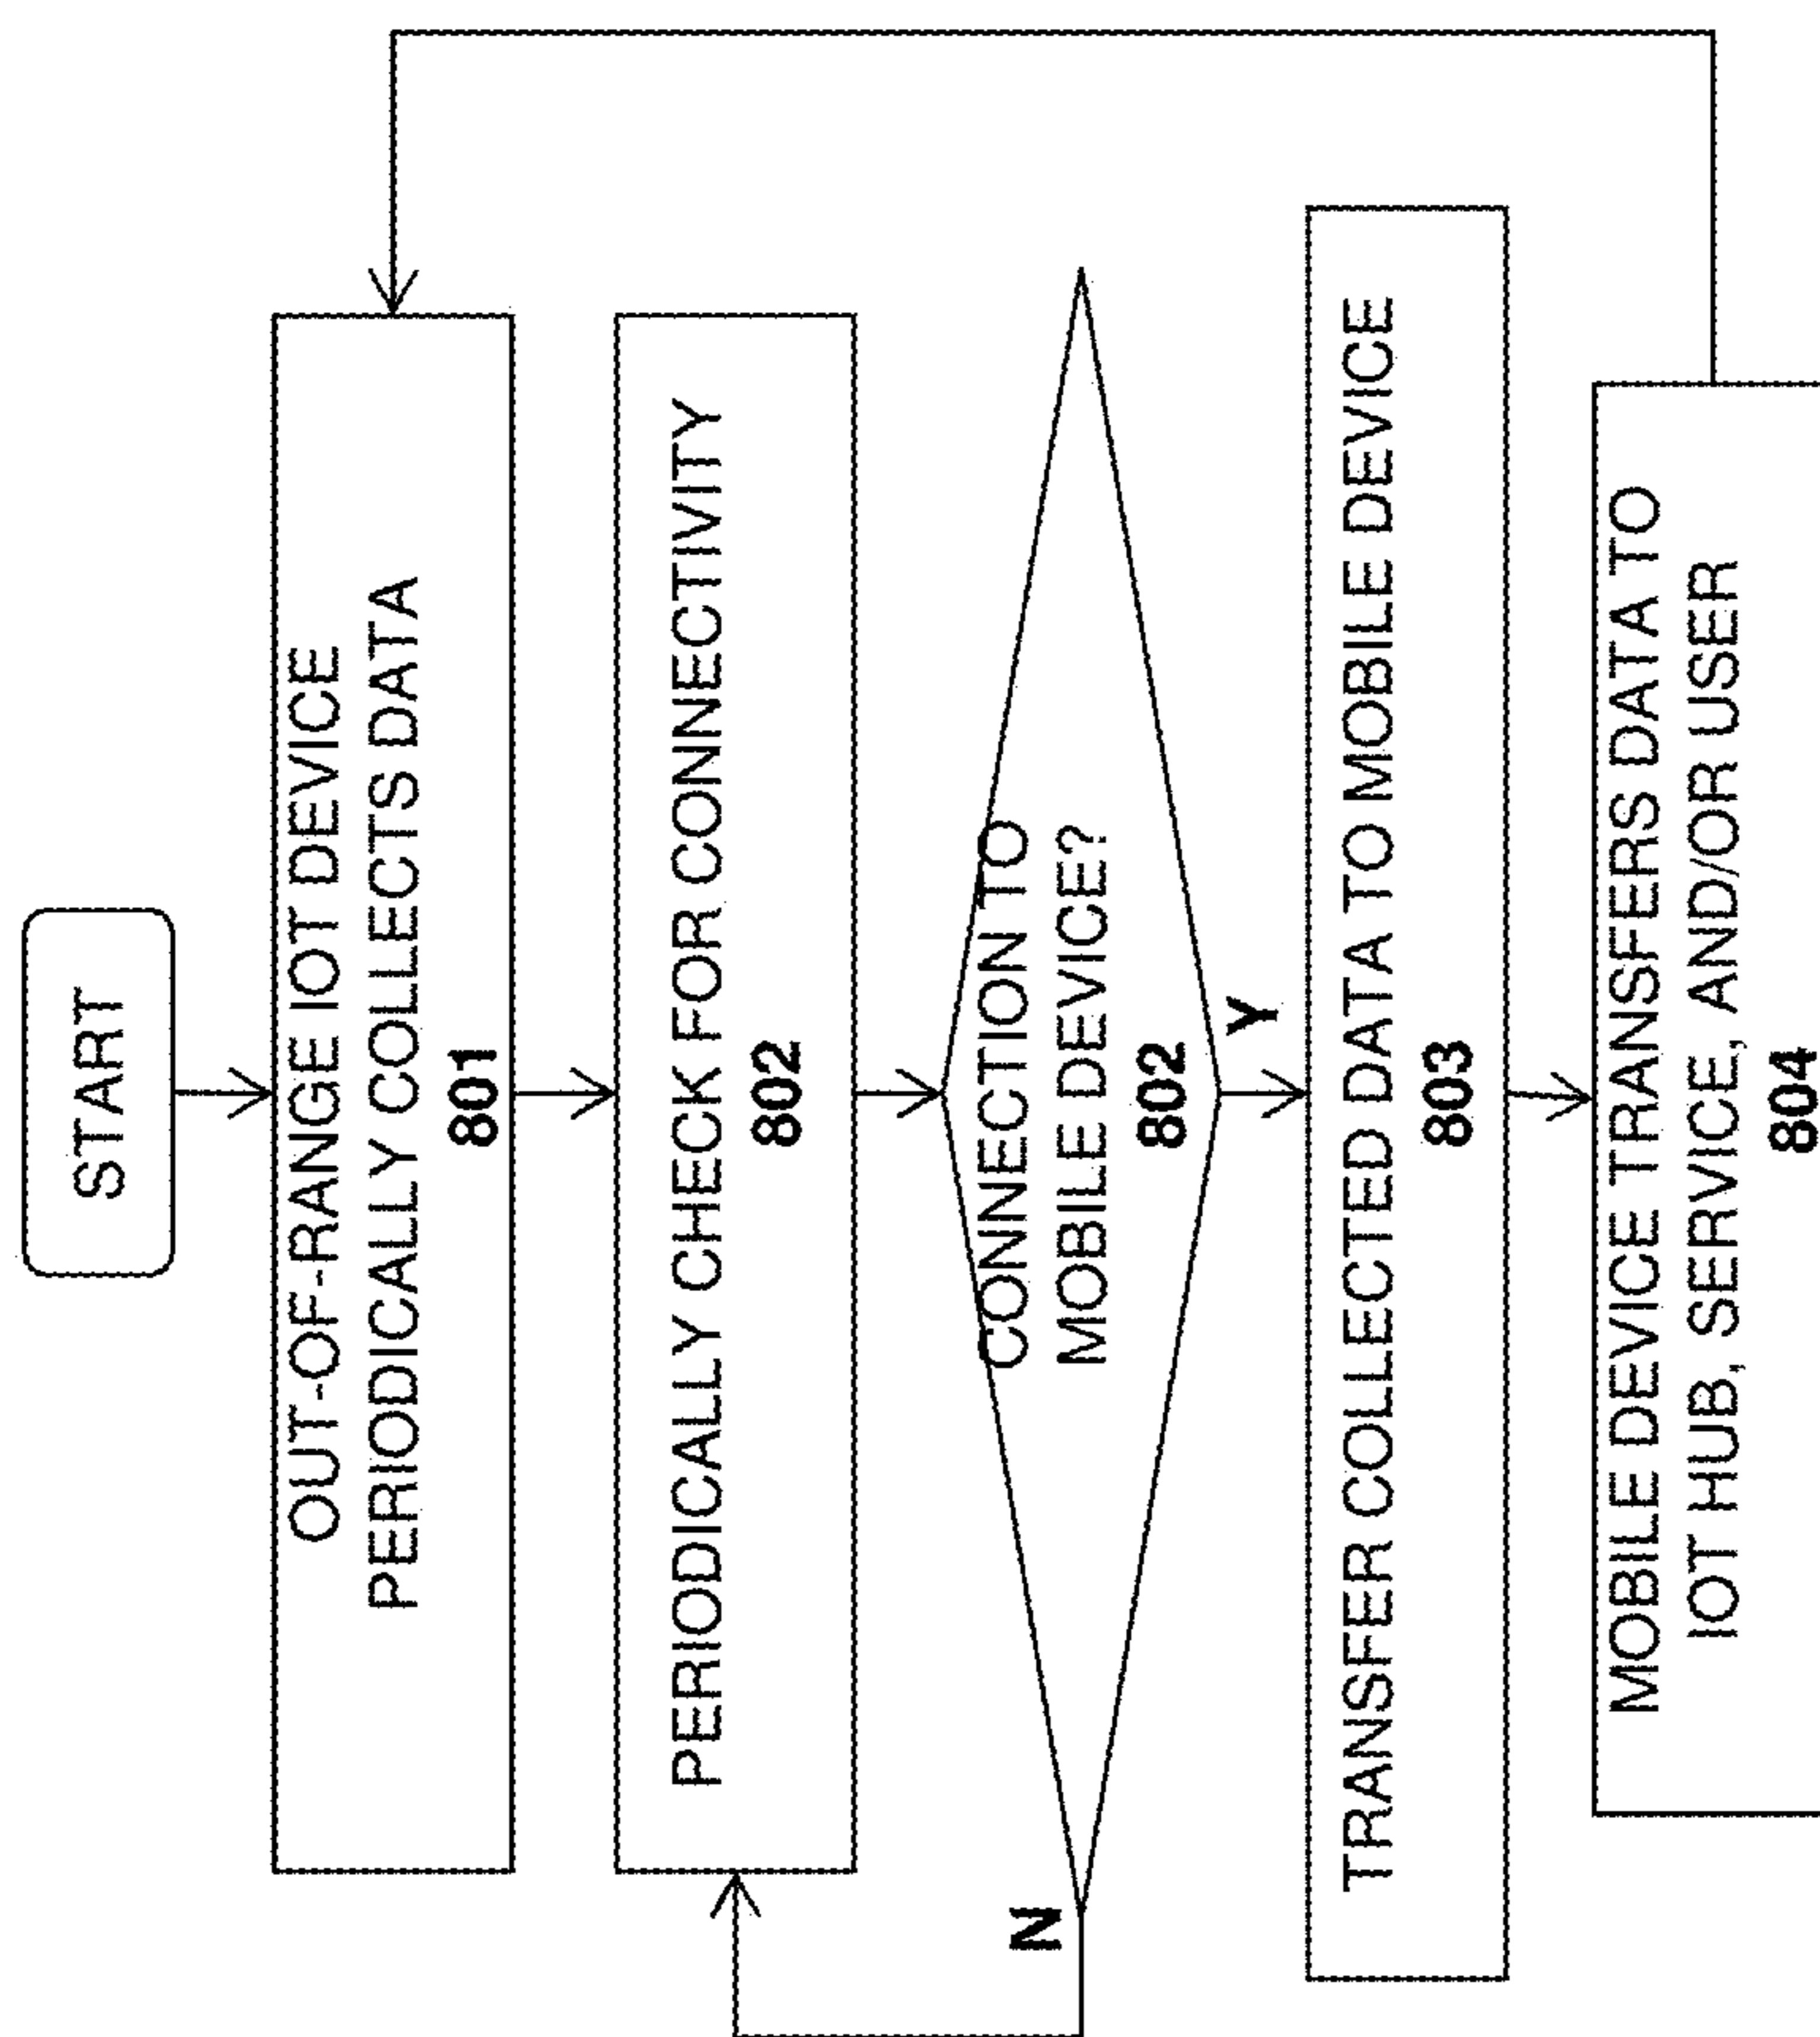 START
OUT-OF-RANGE IOT DEVICE
PERIODICALLY COLLECTS DATA
801
PERIODICALLY CHECK FOR CONNECTIVITY
802
CONNECTION TO
MOBILE DEVICE?
802
N
Y
TRANSFER COLLECTED DATA TO MOBILE DEVICE
803
MOBILE DEVICE TRANSFERS DATA TO
IOT HUB, SERVICE, AND/OR USER
804